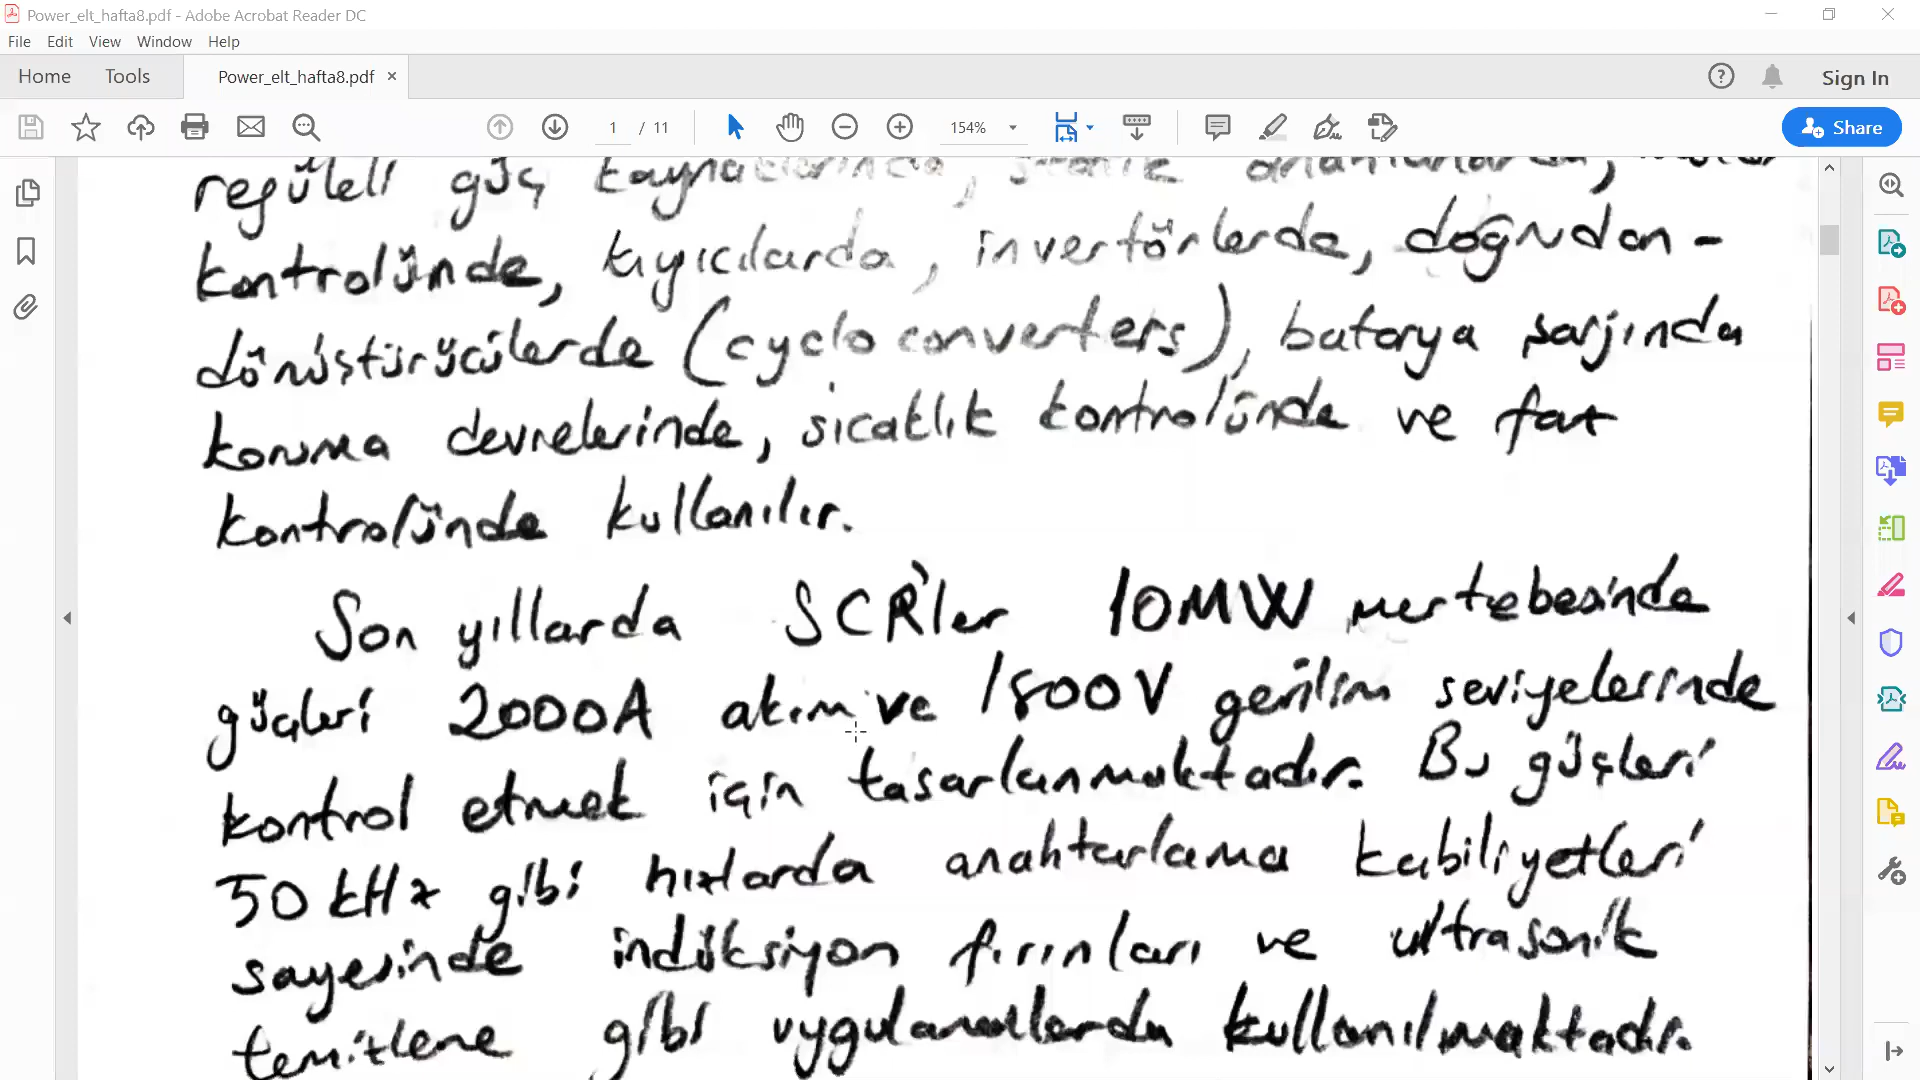 Power_elt_hafta8.pdf - Adobe Acrobat Reader DC
File Edit View Window Help
Home Tools Power_elt_hafta8.pdf × Sign In
1 / 11 154% Share
regüleli güç kaynaklarında, statik anahtarlarda,
kontrolünde, kıyıcılarda, invertörlerde, doğrudan-
dönüştürücülerde (cyclo converters), batarya şarjında
koruma devrelerinde, sıcaklık kontrolünde ve faz
kontrolünde kullanılır.
Son yıllarda SCR'ler 10MW mertebesinde
güçleri 2000A akım ve 1800V gerilim seviyelerinde
kontrol etmek için tasarlanmaktadır. Bu güçleri
50 kHz gibi hızlarda anahtarlama kabiliyetleri
sayesinde indüksiyon fırınları ve ultrasonik
temizleme gibi uygulamalarda kullanılmaktadır.